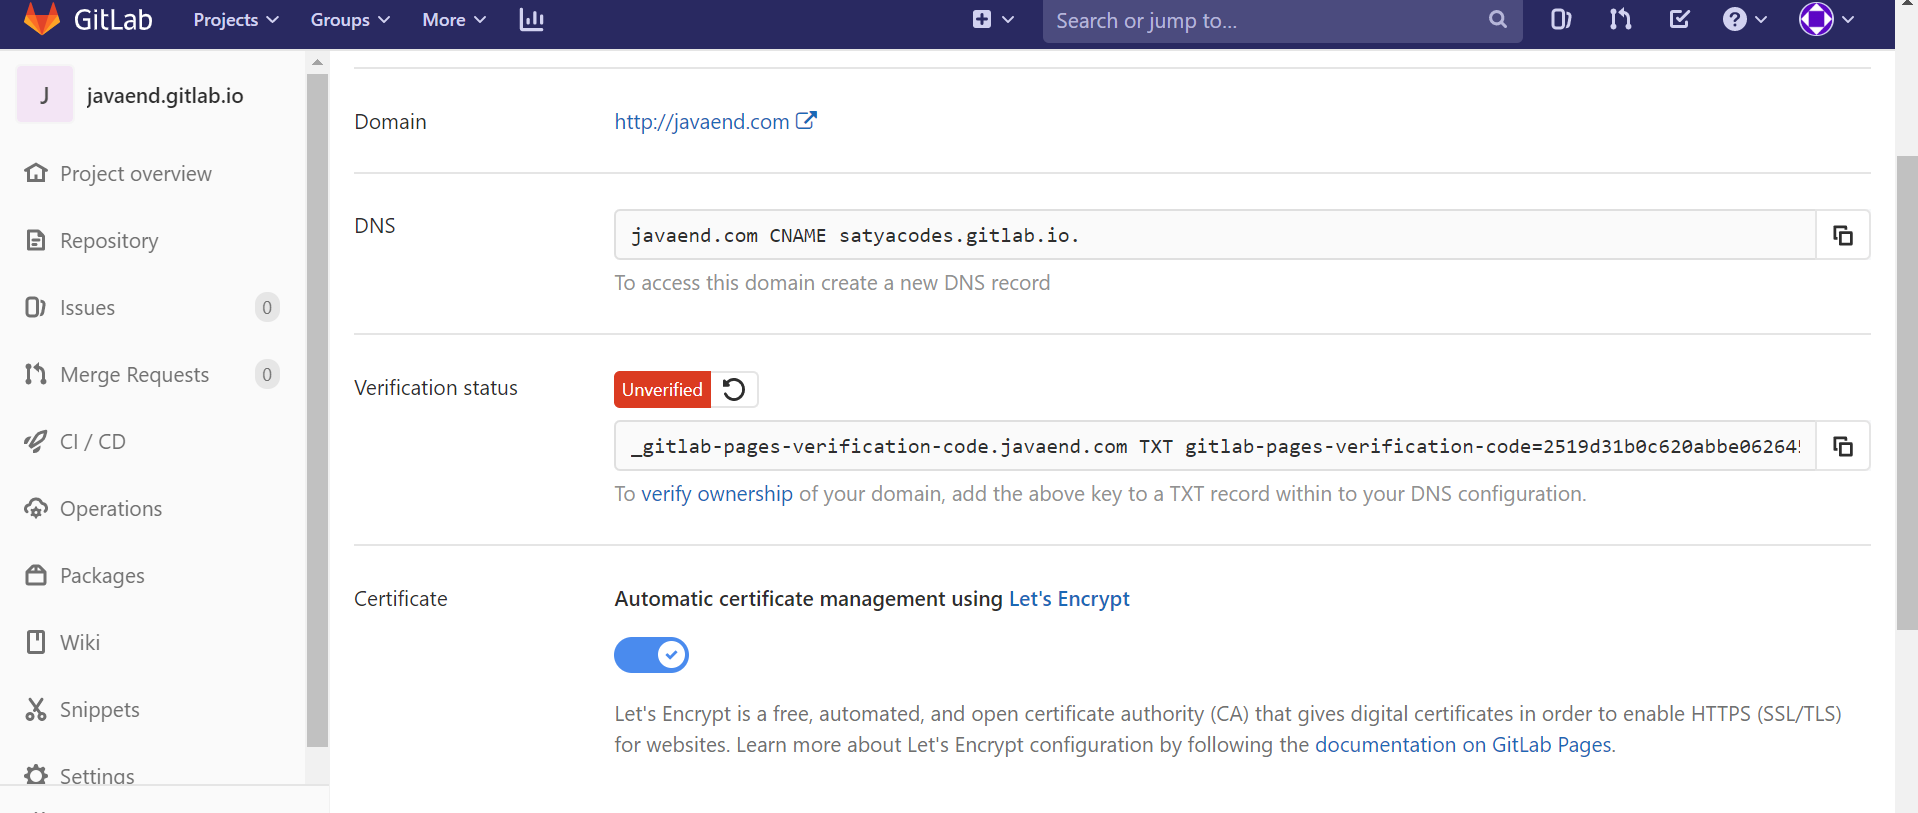 GitLab
Projects
Groups
More
Search or jump to...
J
javaend.gitlab.io
Project overview
Repository
Issues
0
Merge Requests
0
CI / CD
Operations
Packages
Wiki
Snippets
Settings
Domain
http://javaend.com
DNS
javaend.com CNAME satyacodes.gitlab.io.
To access this domain create a new DNS record
Verification status
Unverified
_gitlab-pages-verification-code.javaend.com TXT gitlab-pages-verification-code=2519d31b0c620abbe062645
To verify ownership of your domain, add the above key to a TXT record within to your DNS configuration.
Certificate
Automatic certificate management using Let's Encrypt
Let's Encrypt is a free, automated, and open certificate authority (CA) that gives digital certificates in order to enable HTTPS (SSL/TLS)
for websites. Learn more about Let's Encrypt configuration by following the documentation on GitLab Pages.